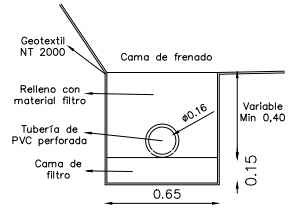 Geotextil
NT 2000
Cama de frenado
Relleno con
material filtro
ø0.16
Variable
Min 0,40
Tubería de
PVC perforada
Cama de
filtro
0.15
0.65